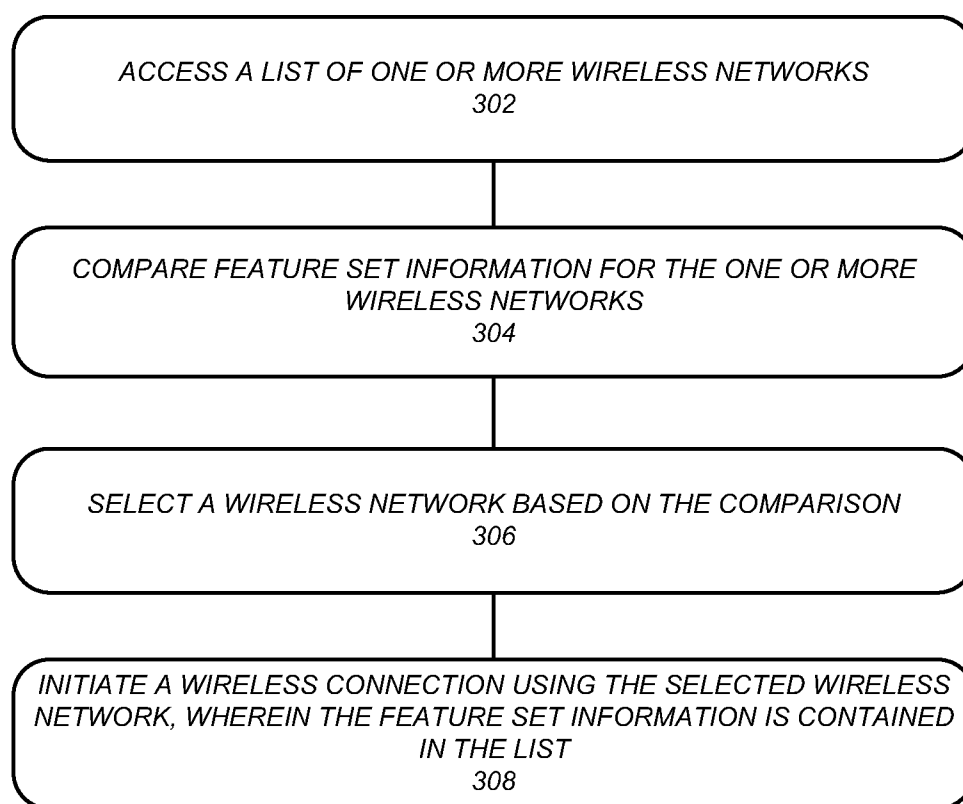 ACCESS A LIST OF ONE OR MORE WIRELESS NETWORKS
302
COMPARE FEATURE SET INFORMATION FOR THE ONE OR MORE
WIRELESS NETWORKS
304
SELECT A WIRELESS NETWORK BASED ON THE COMPARISON
306
INITIATE A WIRELESS CONNECTION USING THE SELECTED WIRELESS
NETWORK, WHEREIN THE FEATURE SET INFORMATION IS CONTAINED
IN THE LIST
308